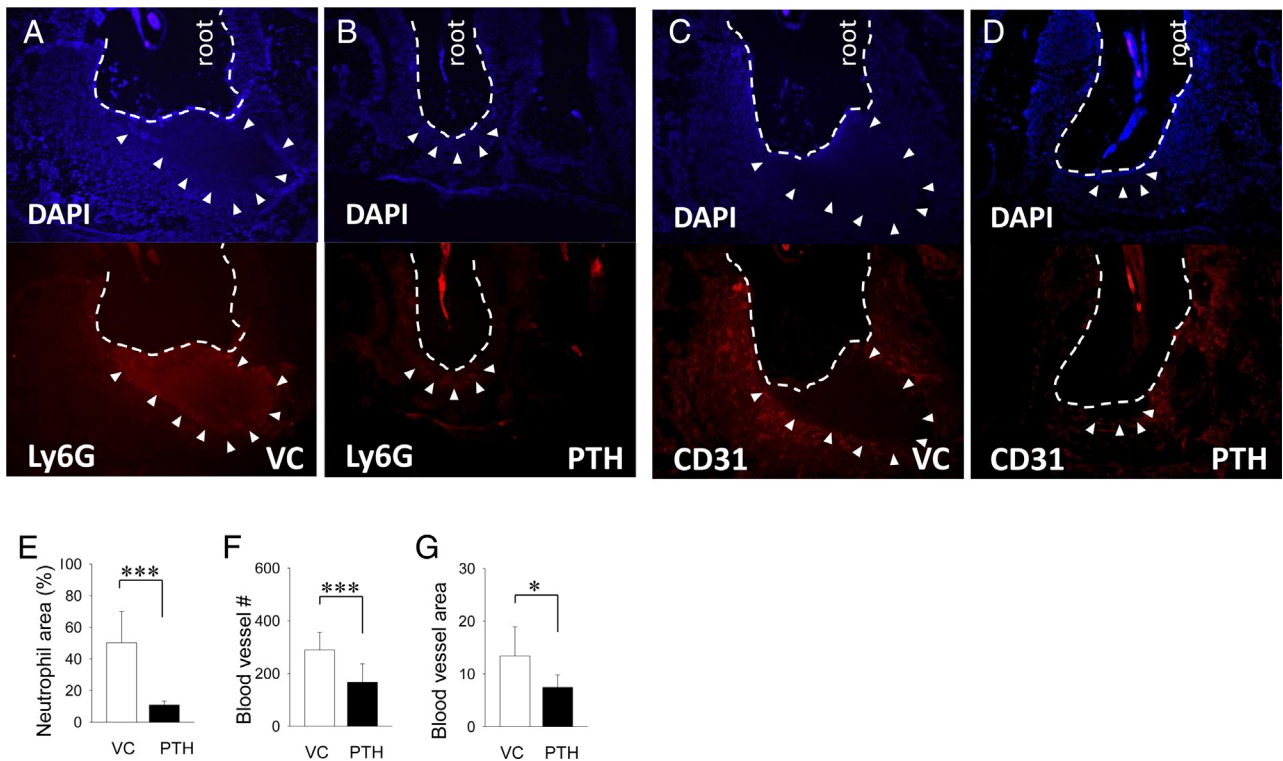 A
root
DAPI
Ly6G
VC
B
root
DAPI
Ly6G
PTH
C
root
DAPI
CD31
VC
D
root
DAPI
CD31
PTH
E
Neutrophil area (%)
100
80
60
40
20
0
***
VC PTH
F
Blood vessel #
600
400
200
0
***
VC PTH
G
Blood vessel area
30
20
10
0
*
VC PTH